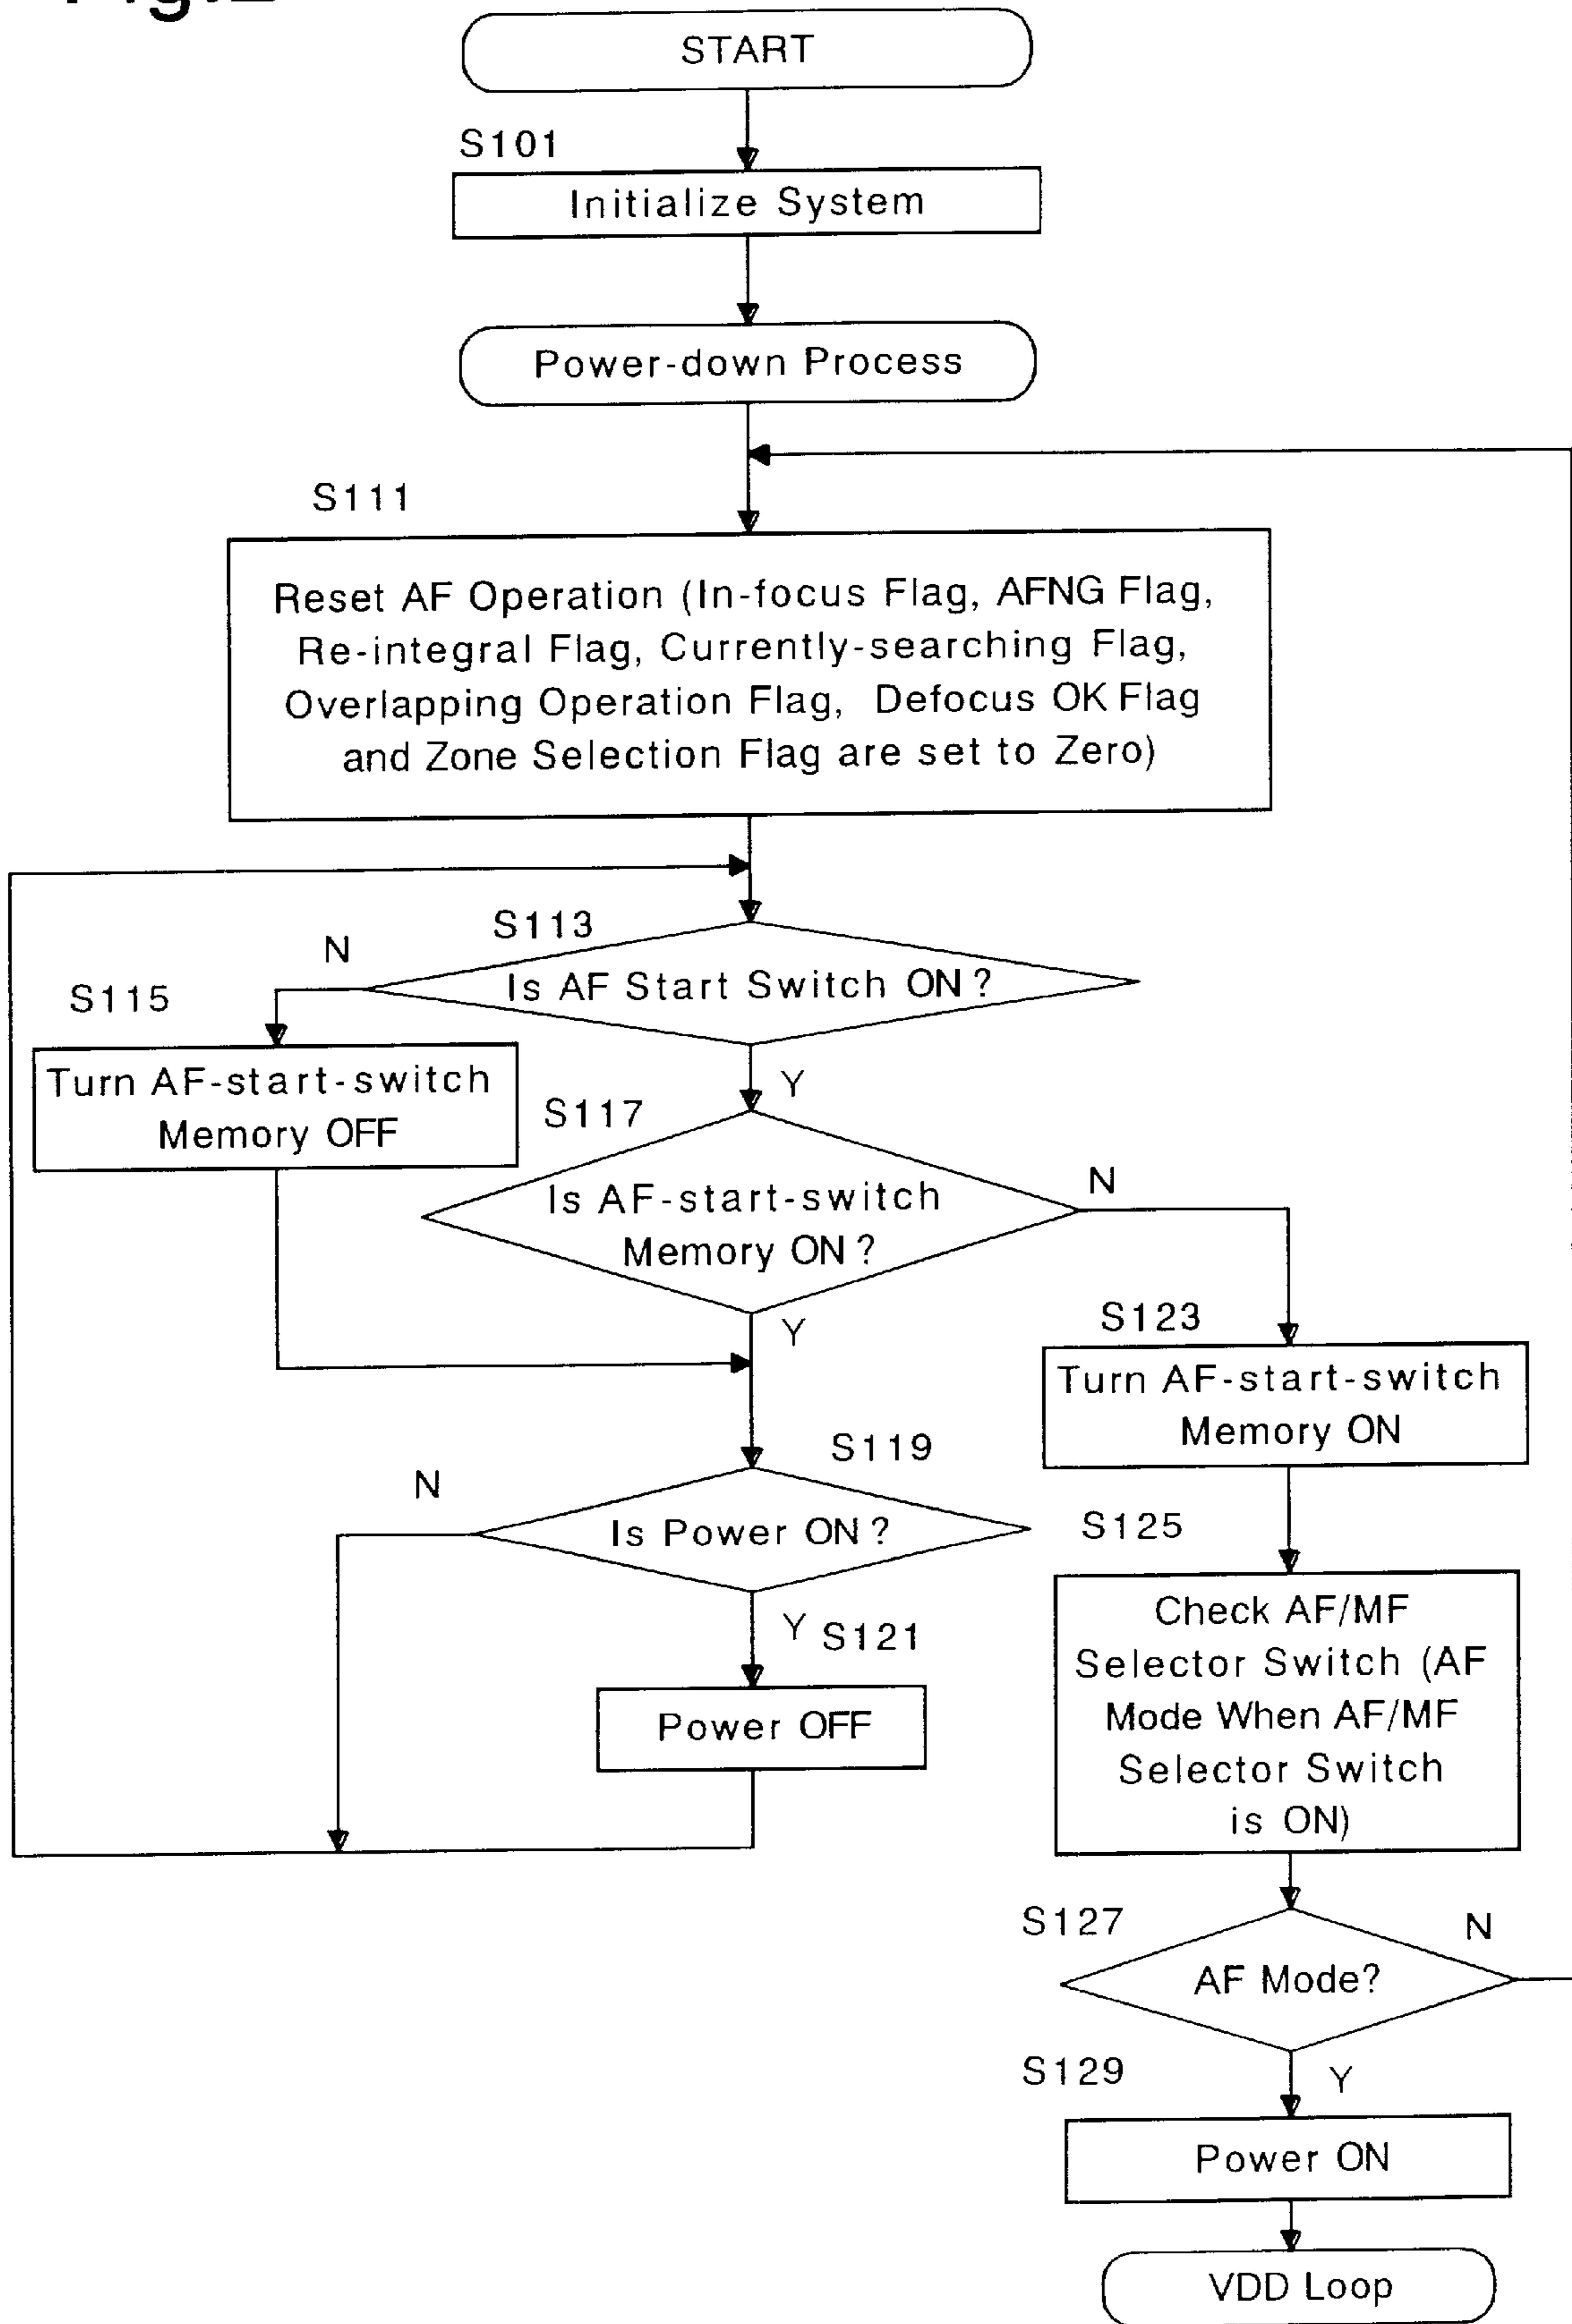 START
S101
Initialize System
Power-down Process
S111
Reset AF Operation (In-focus Flag, AFNG Flag,
Re-integral Flag, Currently-searching Flag,
Overlapping Operation Flag, Defocus OK Flag
and Zone Selection Flag are set to Zero)
S113
N
Is AF Start Switch ON?
S115
Turn AF-start-switch
Memory OFF
Y
S117
Is AF-start-switch
Memory ON?
N
Y
S123
Turn AF-start-switch
Memory ON
S119
N
Is Power ON?
S125
Check AF/MF
Selector Switch (AF
Mode When AF/MF
Selector Switch
is ON)
Y
S121
Power OFF
S127
N
AF Mode?
S129
Y
Power ON
VDD Loop